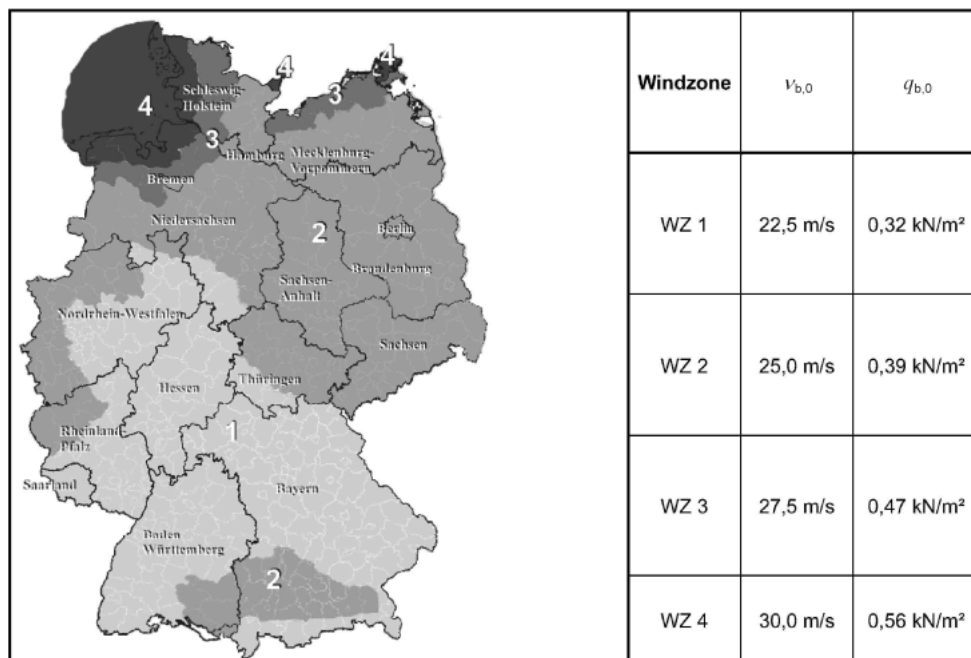 4
4
4
3
3
Schleswig-
Holstein
Hamburg
Mecklenburg-
Vorpommern
Bremen
Niedersachsen
2
Berlin
Brandenburg
Sachsen-
Anhalt
Nordrhein-Westfalen
Sachsen
Hessen
Thüringen
Rheinland-
Pfalz
1
Saarland
Bayern
Baden
Württemberg
2
Windzone v_b,0 q_b,0
WZ 1 22,5 m/s 0,32 kN/m²
WZ 2 25,0 m/s 0,39 kN/m²
WZ 3 27,5 m/s 0,47 kN/m²
WZ 4 30,0 m/s 0,56 kN/m²